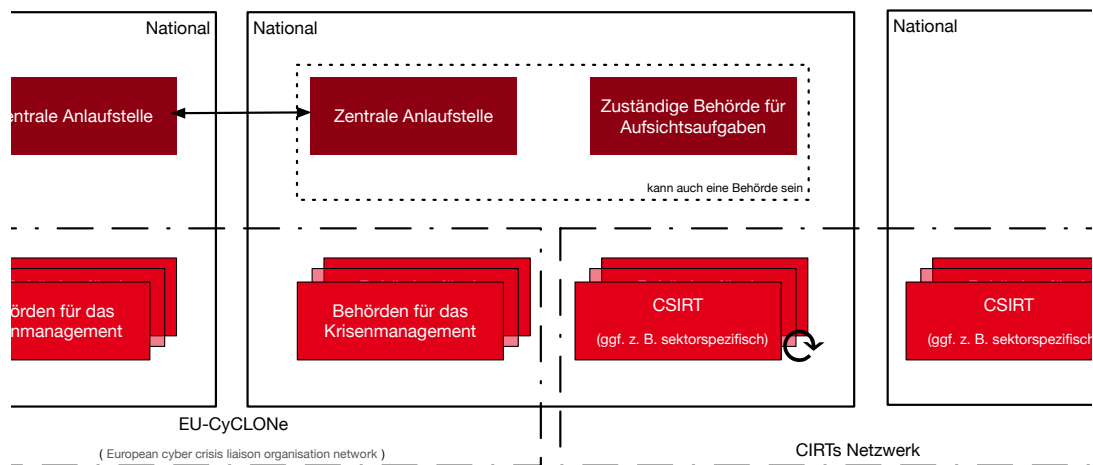 National
National
National
entrale Anlaufstelle
Zentrale Anlaufstelle
Zuständige Behörde für
Aufsichtsaufgaben
kann auch eine Behörde sein
örden für das
nmanagement
Behörden für das
Krisenmanagement
CSIRT
(ggf. z. B. sektorspezifisch)
CSIRT
(ggf. z. B. sektorspezifisch
EU-CyCLONe
( European cyber crisis liaison organisation network )
CIRTs Netzwerk